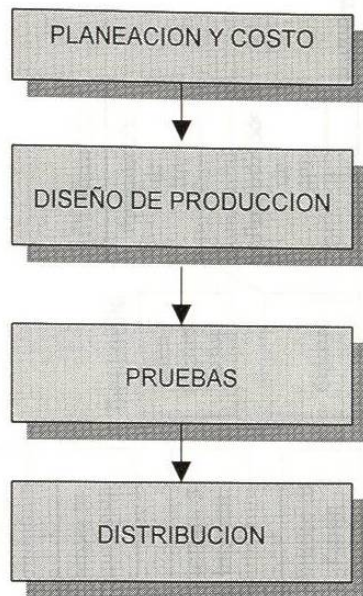 PLANEACION Y COSTO
DISEÑO DE PRODUCCION
PRUEBAS
DISTRIBUCION